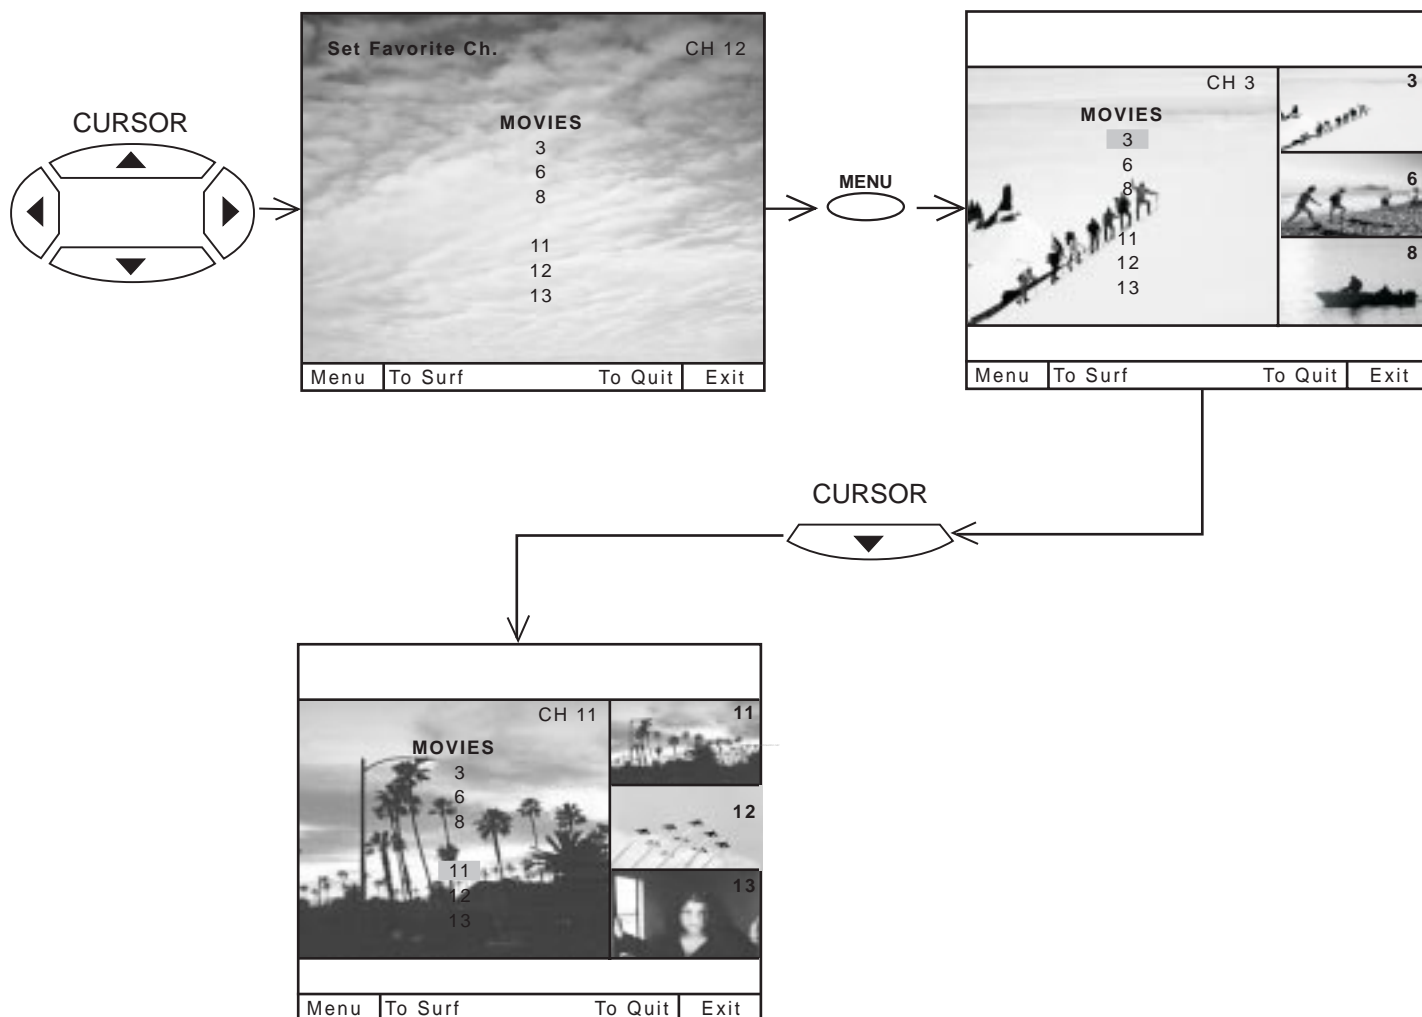 CURSOR
Set Favorite Ch. CH 12
MOVIES
3
6
8
11
12
13
Menu To Surf To Quit Exit
MENU
CH 3
MOVIES
3
6
8
11
12
13
3
6
8
Menu To Surf To Quit Exit
CURSOR
CH 11
MOVIES
3
6
8
11
12
13
11
12
13
Menu To Surf To Quit Exit